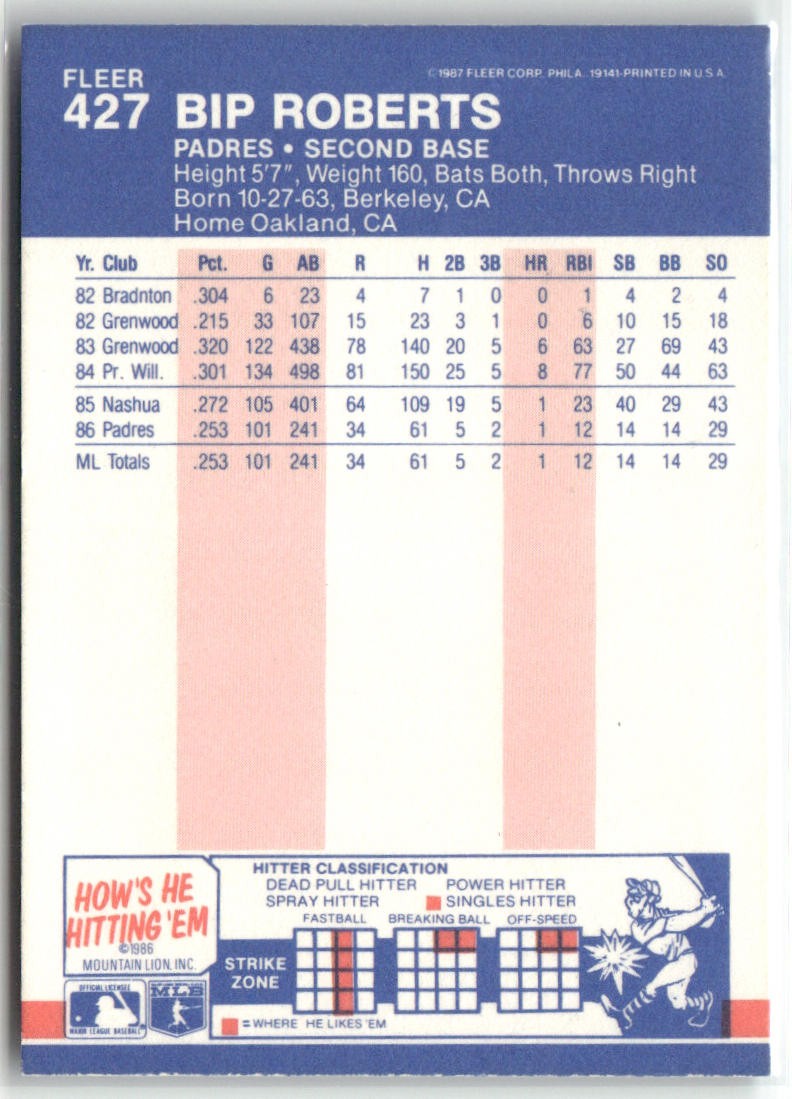 FLEER
427 BIP ROBERTS
©1987 FLEER CORP. PHILA. 19141-PRINTED IN U.S.A.
PADRES • SECOND BASE
Height 5'7", Weight 160, Bats Both, Throws Right
Born 10-27-63, Berkeley, CA
Home Oakland, CA
Yr. Club Pct. G AB R H 2B 3B HR RBI SB BB SO
82 Bradnton .304 6 23 4 7 1 0 0 1 4 2 4
82 Grenwood .215 33 107 15 23 3 1 0 6 10 15 18
83 Grenwood .320 122 438 78 140 20 5 6 63 27 69 43
84 Pr. Will. .301 134 498 81 150 25 5 8 77 50 44 63
85 Nashua .272 105 401 64 109 19 5 1 23 40 29 43
86 Padres .253 101 241 34 61 5 2 1 12 14 14 29
ML Totals .253 101 241 34 61 5 2 1 12 14 14 29
HOW'S HE
HITTING 'EM
©1986
MOUNTAIN LION, INC.
HITTER CLASSIFICATION
DEAD PULL HITTER POWER HITTER
SPRAY HITTER SINGLES HITTER
FASTBALL BREAKING BALL OFF-SPEED
STRIKE
ZONE
=WHERE HE LIKES 'EM
OFFICIAL LICENSEE
MAJOR LEAGUE BASEBALL
MLB